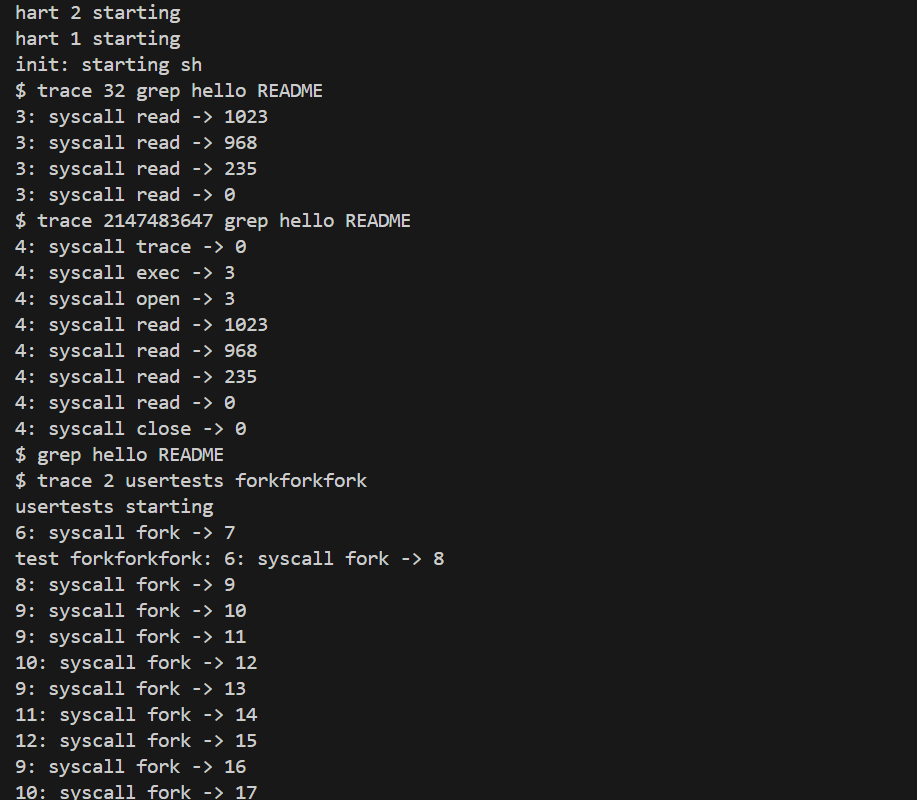 hart 2 starting
hart 1 starting
init: starting sh
$ trace 32 grep hello README
3: syscall read -> 1023
3: syscall read -> 968
3: syscall read -> 235
3: syscall read -> 0
$ trace 2147483647 grep hello README
4: syscall trace -> 0
4: syscall exec -> 3
4: syscall open -> 3
4: syscall read -> 1023
4: syscall read -> 968
4: syscall read -> 235
4: syscall read -> 0
4: syscall close -> 0
$ grep hello README
$ trace 2 usertests forkforkfork
usertests starting
6: syscall fork -> 7
test forkforkfork: 6: syscall fork -> 8
8: syscall fork -> 9
9: syscall fork -> 10
9: syscall fork -> 11
10: syscall fork -> 12
9: syscall fork -> 13
11: syscall fork -> 14
12: syscall fork -> 15
9: syscall fork -> 16
10: syscall fork -> 17